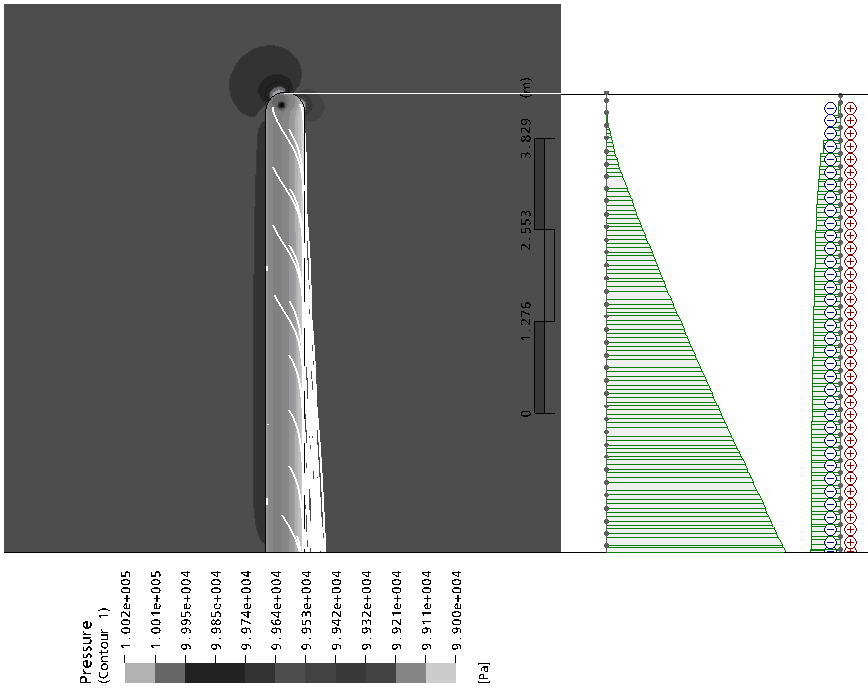 (m)
3.829
2.553
1.276
0
Pressure
(Contour 1)
1.002e+005
1.001e+005
9.995e+004
9.985e+004
9.974e+004
9.964e+004
9.953e+004
9.942e+004
9.932e+004
9.921e+004
9.911e+004
9.900e+004
[Pa]